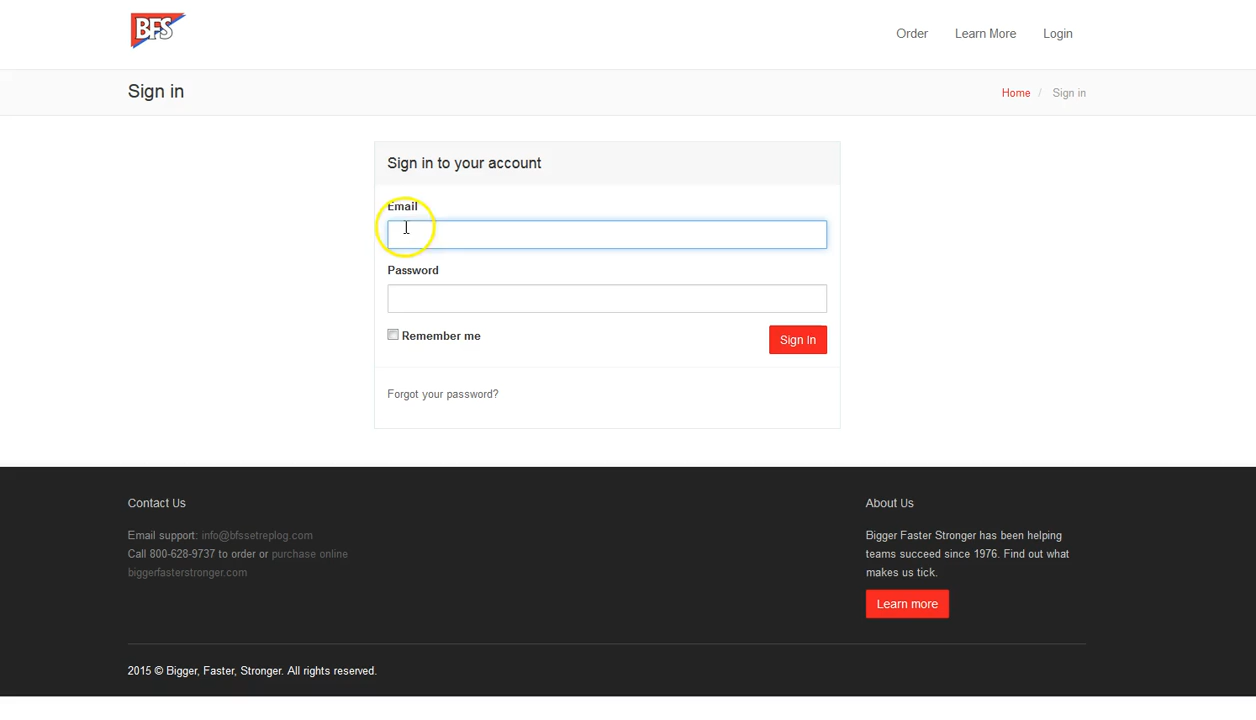 BFS
Order Learn More Login
Sign in
Home / Sign in
Sign in to your account
Email
Password
Remember me
Sign In
Forgot your password?
Contact Us
Email support: info@bfssetreplog.com
Call 800-628-9737 to order or purchase online
biggerfasterstronger.com
About Us
Bigger Faster Stronger has been helping
teams succeed since 1976. Find out what
makes us tick.
Learn more
2015 © Bigger, Faster, Stronger. All rights reserved.